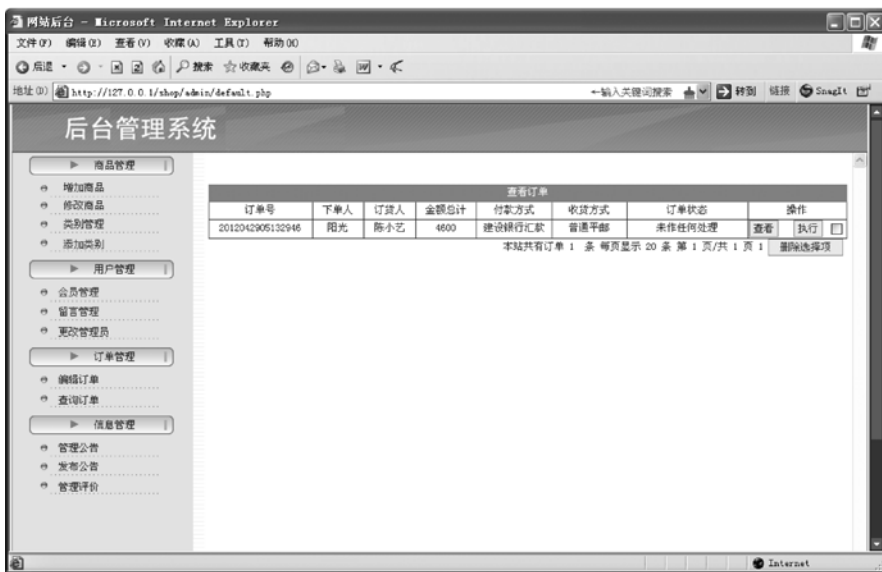 网站后台 - Microsoft Internet Explorer
文件(F) 编辑(E) 查看(V) 收藏(A) 工具(T) 帮助(H)
后退 搜索 收藏夹
地址(D) http://127.0.0.1/shop/admin/default.php ←输入关键词搜索 转到 链接 SnagIt
后台管理系统
商品管理
增加商品
修改商品
类别管理
添加类别
用户管理
会员管理
留言管理
更改管理员
订单管理
编辑订单
查询订单
信息管理
管理公告
发布公告
管理评价
查看订单
订单号 下单人 订货人 金额总计 付款方式 收货方式 订单状态 操作
2012042905132946 阳光 陈小艺 4600 建设银行汇款 普通平邮 未作任何处理 查看 执行
本站共有订单 1 条 每页显示 20 条 第 1 页/共 1 页 1 删除选择项
Internet